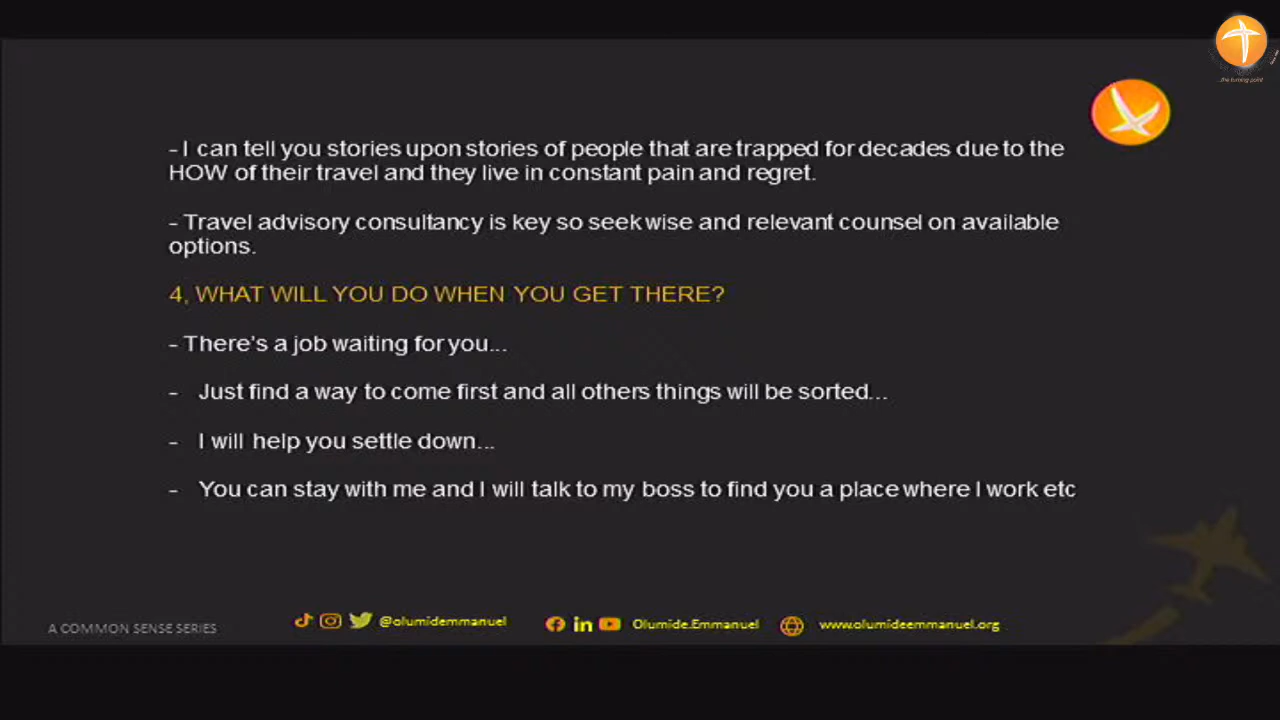 ...the turning point
- I can tell you stories upon stories of people that are trapped for decades due to the
HOW of their travel and they live in constant pain and regret.
- Travel advisory consultancy is key so seek wise and relevant counsel on available
options.
4, WHAT WILL YOU DO WHEN YOU GET THERE?
- There's a job waiting for you...
- Just find a way to come first and all others things will be sorted...
- I will help you settle down...
- You can stay with me and I will talk to my boss to find you a place where I work etc
A COMMON SENSE SERIES
@olumidemmanuel
Olumide.Emmanuel
www.olumideemmanuel.org